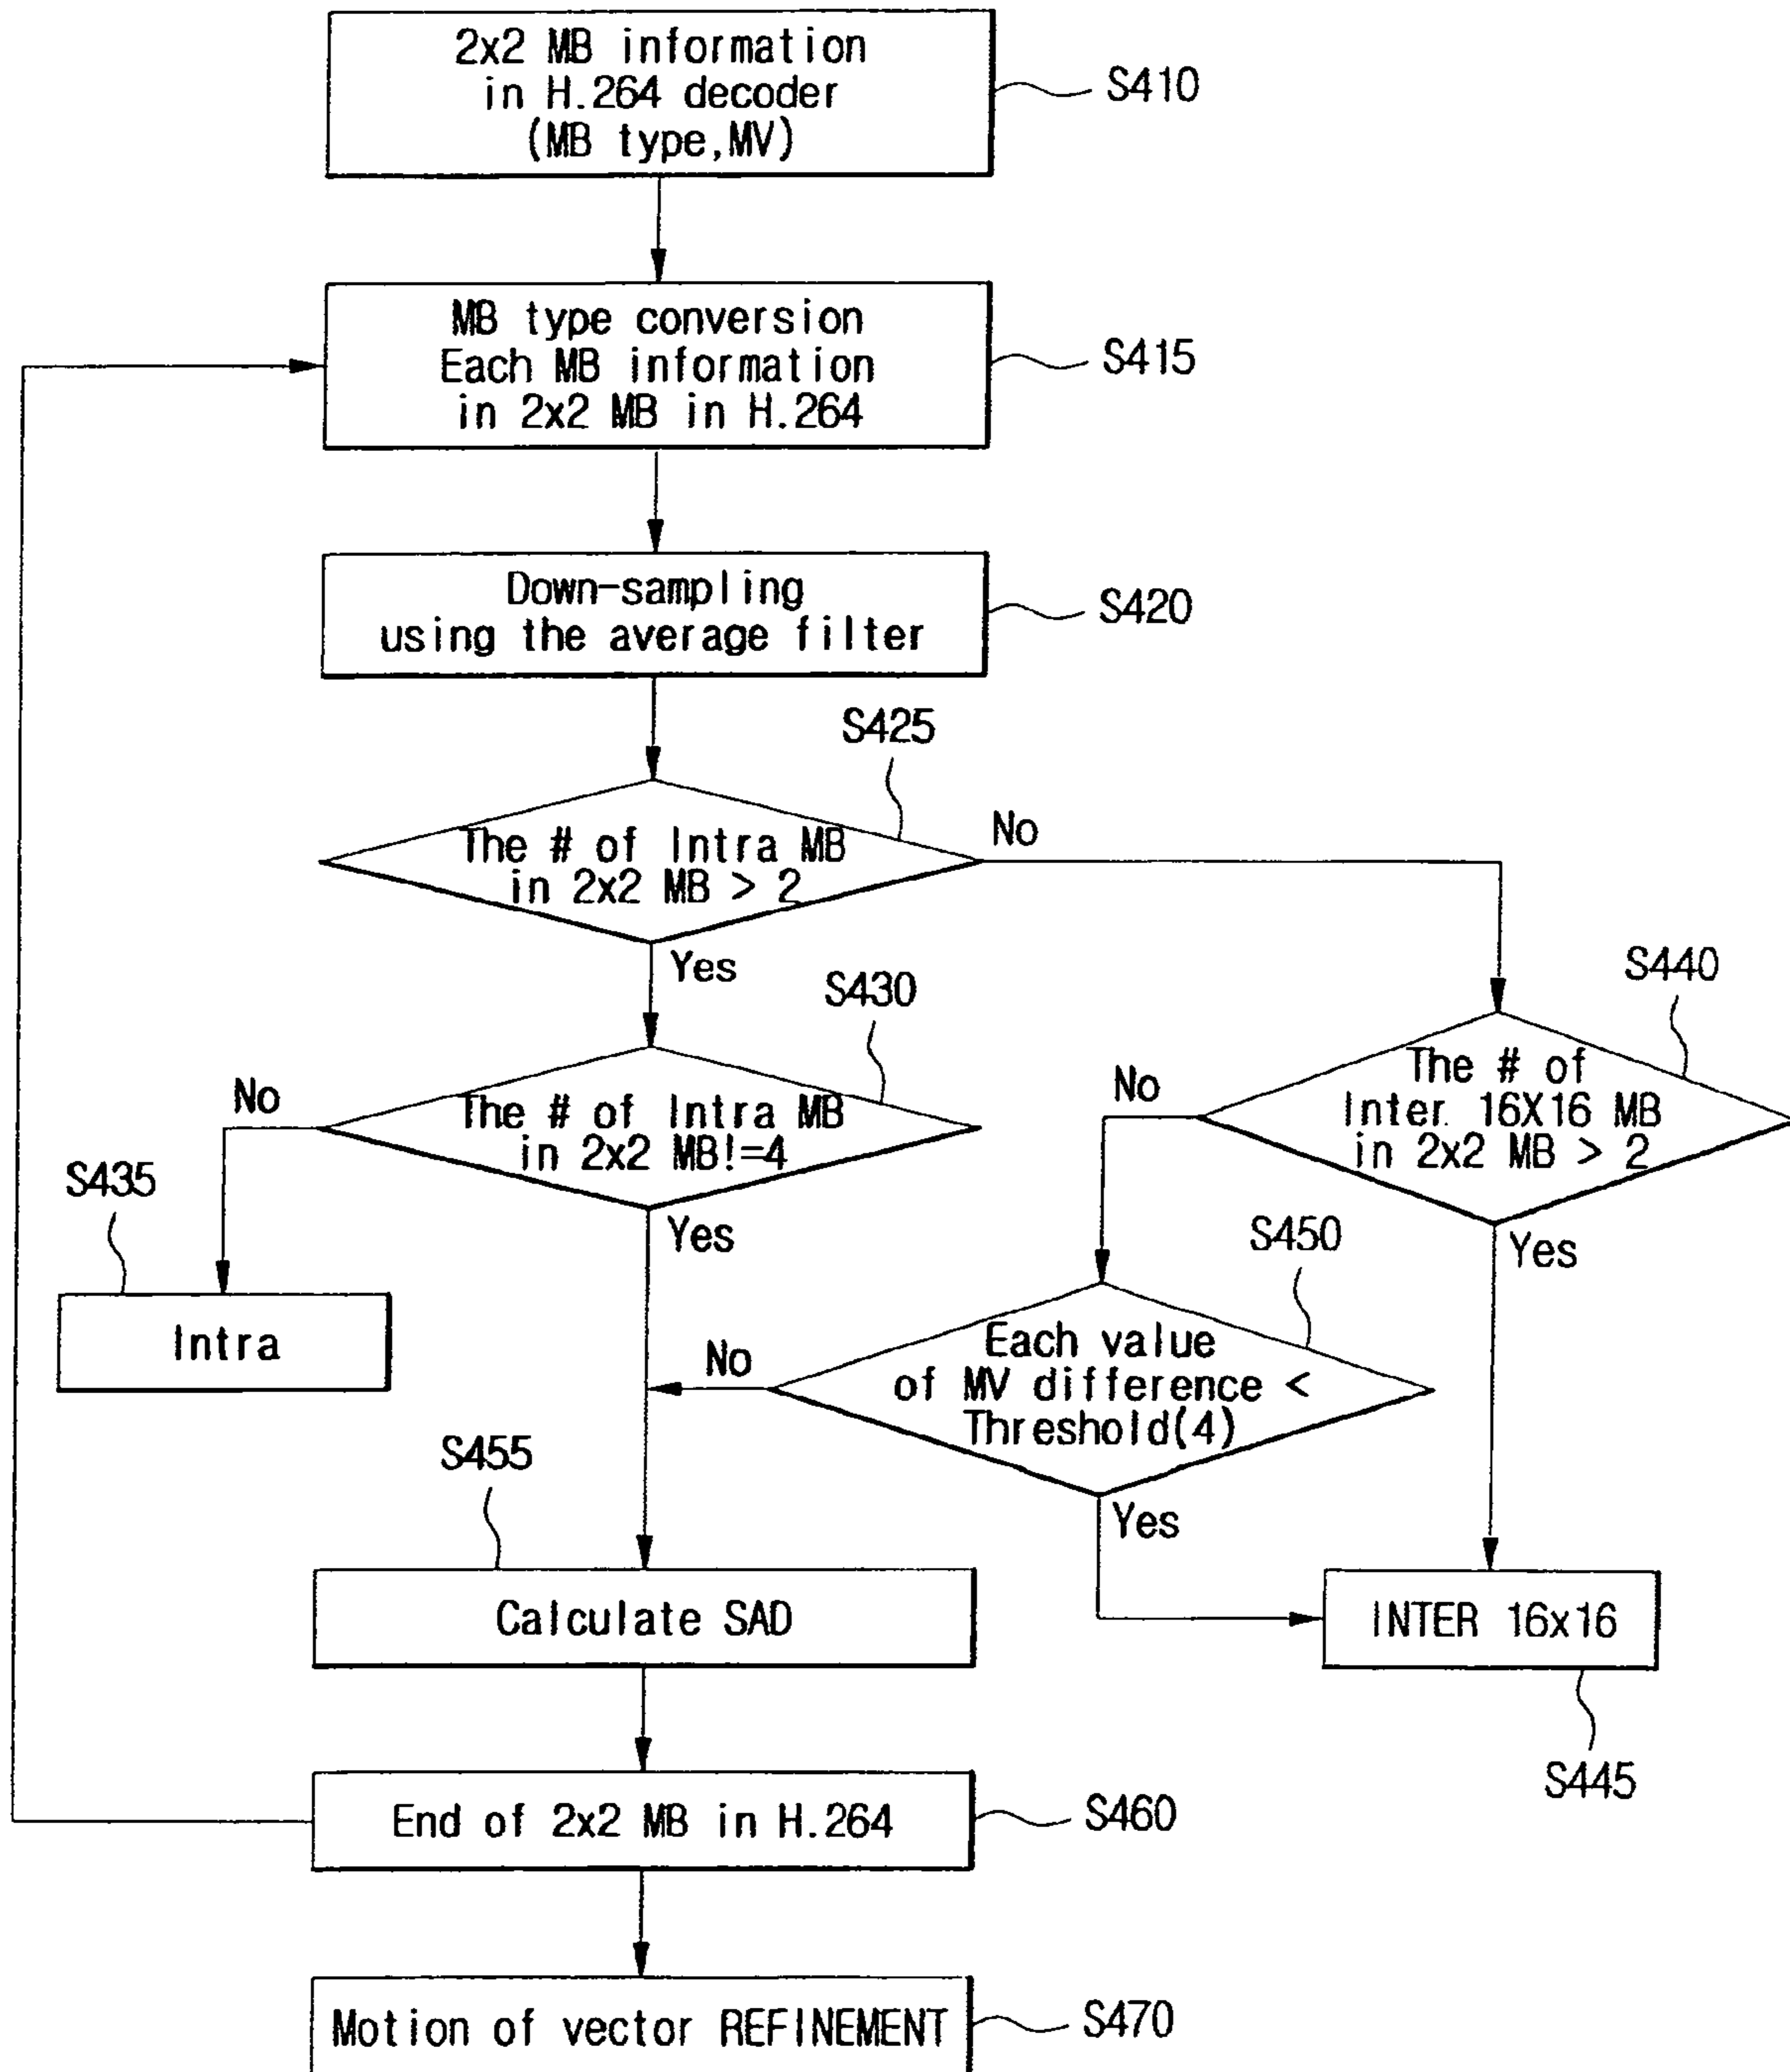 2x2 MB information
in H.264 decoder
(MB type,MV)
S410
MB type conversion
Each MB information
in 2x2 MB in H.264
S415
Down-sampling
using the average filter
S420
S425
The # of Intra MB
in 2x2 MB > 2
No
Yes
S430
The # of Intra MB
in 2x2 MB!=4
No
Yes
S435
Intra
S440
The # of
Inter. 16X16 MB
in 2x2 MB > 2
No
Yes
S450
Each value
of MV difference <
Threshold(4)
No
Yes
S455
Calculate SAD
INTER 16x16
S445
End of 2x2 MB in H.264
S460
Motion of vector REFINEMENT
S470